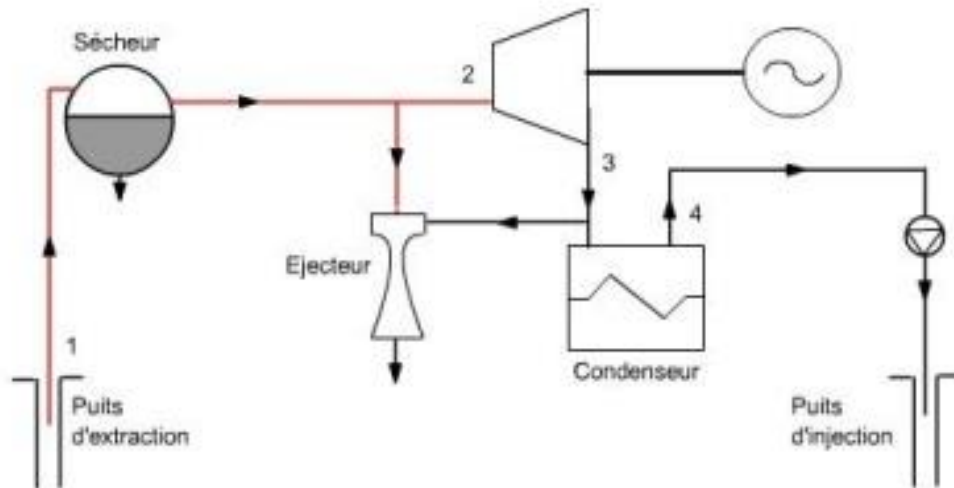 Sécheur
2
3
4
Ejecteur
1
Condenseur
Puits
d'extraction
Puits
d'injection